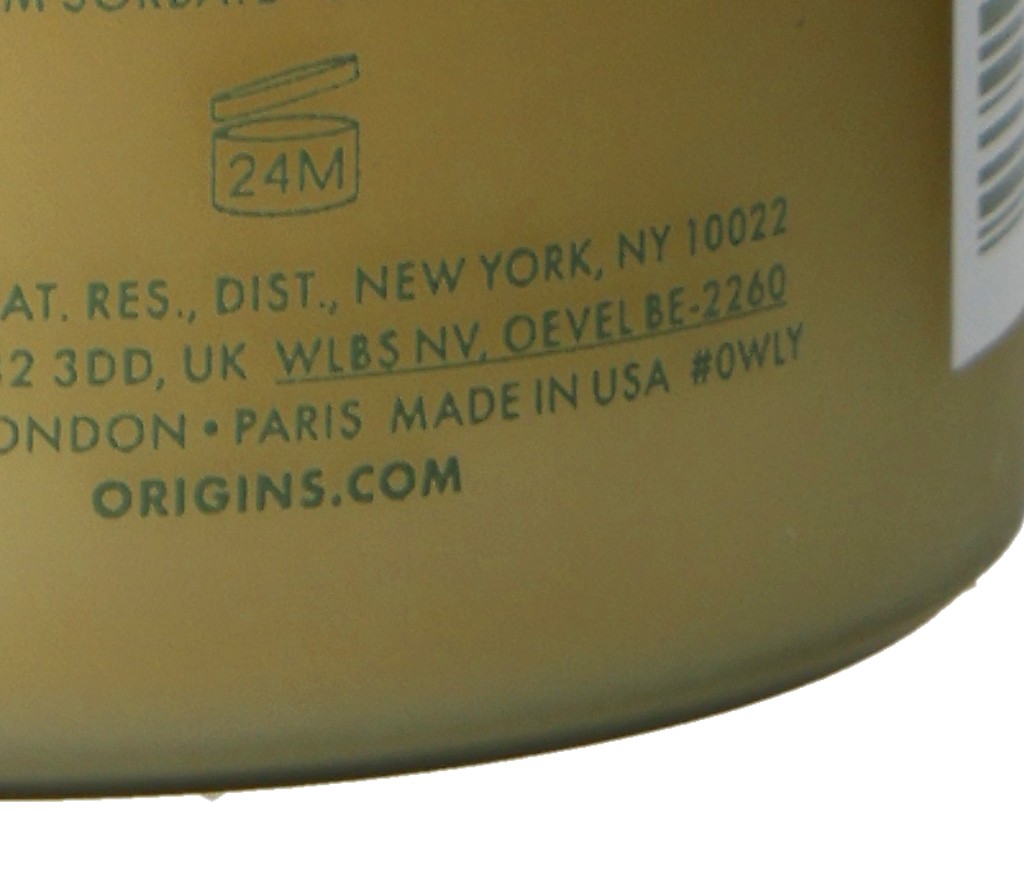 24M
AT. RES., DIST., NEW YORK, NY 10022
2 3DD, UK WLBS NV, OEVEL BE-2260
ONDON • PARIS MADE IN USA #0WLY
ORIGINS.COM